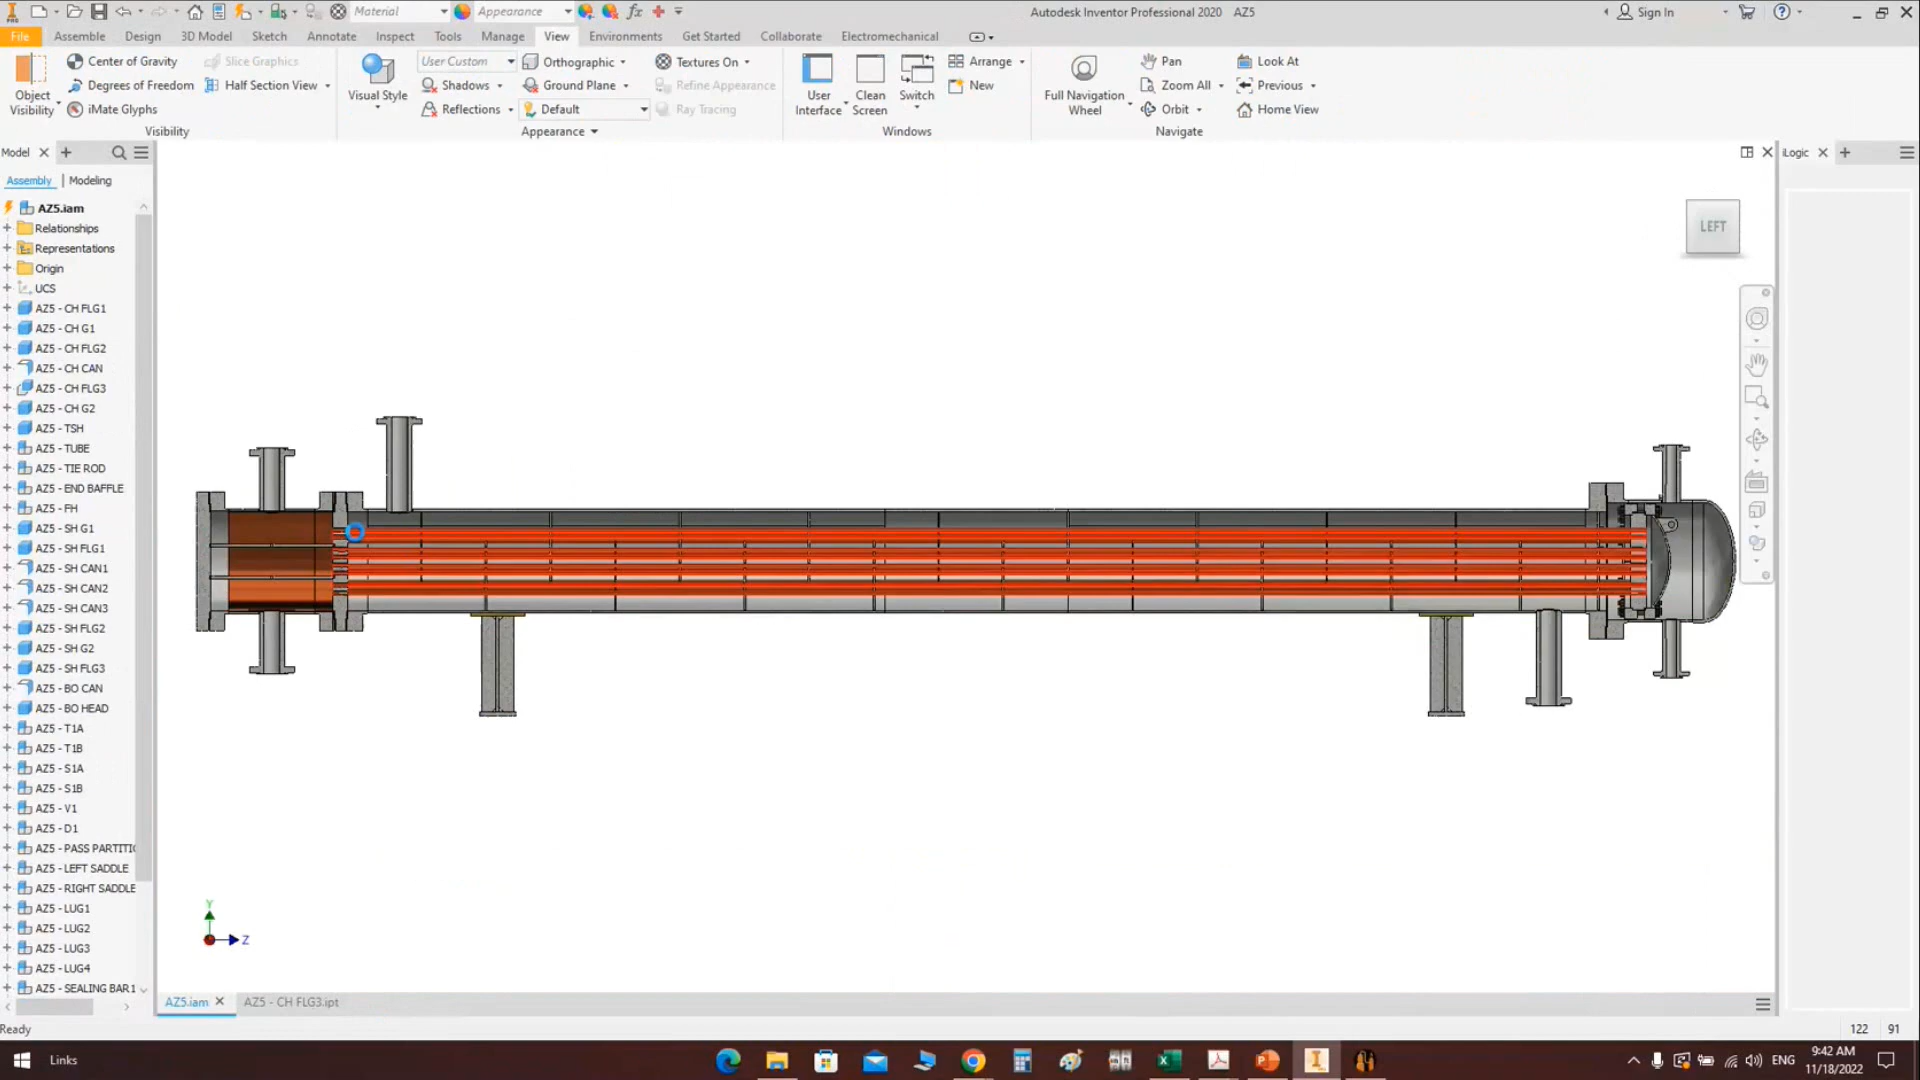 Material
Appearance
fx
Autodesk Inventor Professional 2020 AZ5
Sign In
File
Assemble
Design
3D Model
Sketch
Annotate
Inspect
Tools
Manage
View
Environments
Get Started
Collaborate
Electromechanical
Object
Visibility
Center of Gravity
Degrees of Freedom
iMate Glyphs
Slice Graphics
Half Section View
Visibility
Visual Style
User Custom
Shadows
Reflections
Orthographic
Ground Plane
Default
Textures On
Refine Appearance
Ray Tracing
Appearance
User
Interface
Clean
Screen
Switch
Arrange
New
Windows
Full Navigation
Wheel
Pan
Zoom All
Orbit
Look At
Previous
Home View
Navigate
Model
iLogic
Assembly | Modeling
AZ5.iam
Relationships
Representations
Origin
UCS
AZ5 - CH FLG1
AZ5 - CH G1
AZ5 - CH FLG2
AZ5 - CH CAN
AZ5 - CH FLG3
AZ5 - CH G2
AZ5 - TSH
AZ5 - TUBE
AZ5 - TIE ROD
AZ5 - END BAFFLE
AZ5 - FH
AZ5 - SH G1
AZ5 - SH FLG1
AZ5 - SH CAN1
AZ5 - SH CAN2
AZ5 - SH CAN3
AZ5 - SH FLG2
AZ5 - SH G2
AZ5 - SH FLG3
AZ5 - BO CAN
AZ5 - BO HEAD
AZ5 - T1A
AZ5 - T1B
AZ5 - S1A
AZ5 - S1B
AZ5 - V1
AZ5 - D1
AZ5 - PASS PARTITI
AZ5 - LEFT SADDLE
AZ5 - RIGHT SADDLE
AZ5 - LUG1
AZ5 - LUG2
AZ5 - LUG3
AZ5 - LUG4
AZ5 - SEALING BAR1
LEFT
Y
Z
AZ5.iam
AZ5 - CH FLG3.ipt
Ready
122 91
Links
ENG
9:42 AM
11/18/2022